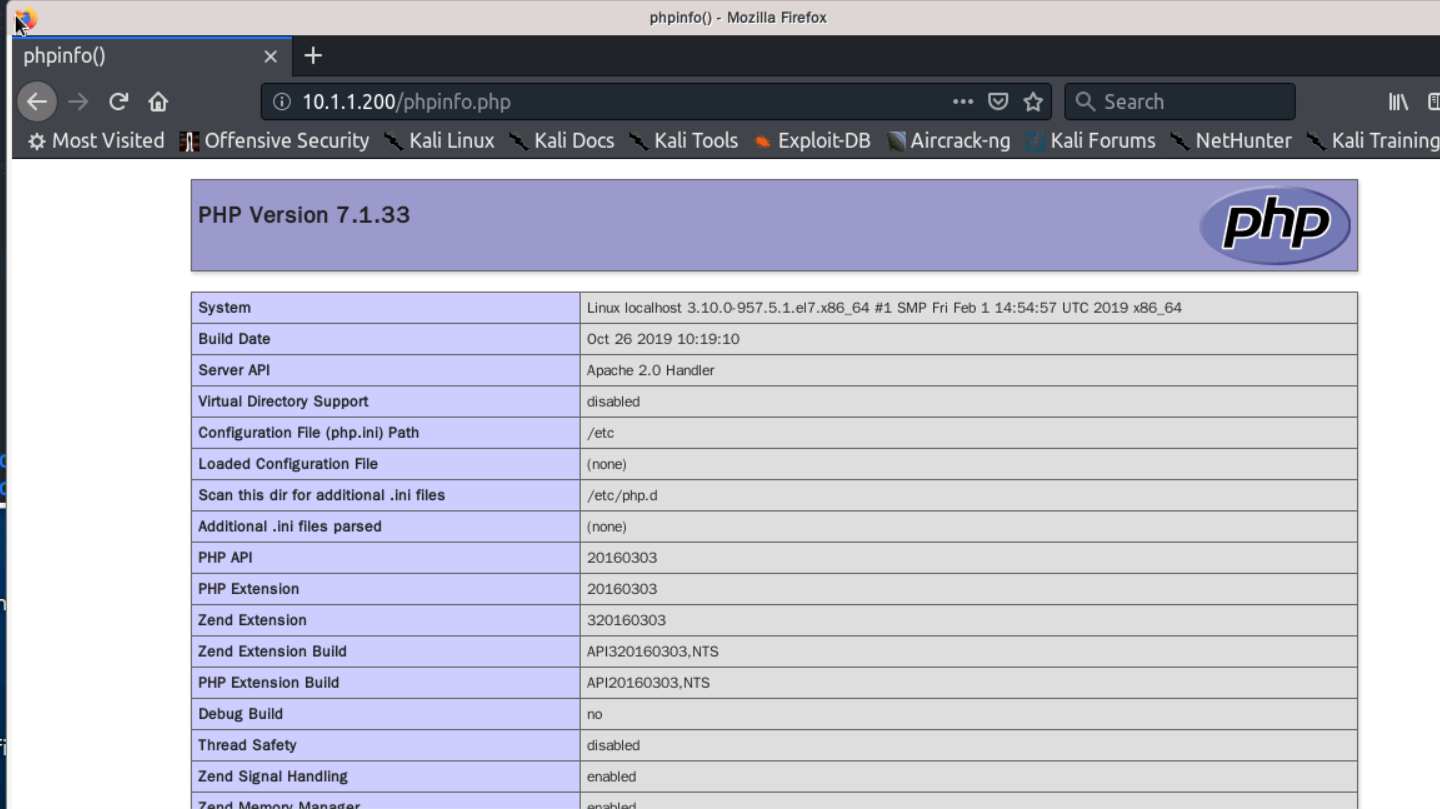 phpinfo() - Mozilla Firefox
phpinfo()
10.1.1.200/phpinfo.php
Search
Most Visited Offensive Security Kali Linux Kali Docs Kali Tools Exploit-DB Aircrack-ng Kali Forums NetHunter Kali Training
PHP Version 7.1.33
php
System Linux localhost 3.10.0-957.5.1.el7.x86_64 #1 SMP Fri Feb 1 14:54:57 UTC 2019 x86_64
Build Date Oct 26 2019 10:19:10
Server API Apache 2.0 Handler
Virtual Directory Support disabled
Configuration File (php.ini) Path /etc
Loaded Configuration File (none)
Scan this dir for additional .ini files /etc/php.d
Additional .ini files parsed (none)
PHP API 20160303
PHP Extension 20160303
Zend Extension 320160303
Zend Extension Build API320160303,NTS
PHP Extension Build API20160303,NTS
Debug Build no
Thread Safety disabled
Zend Signal Handling enabled
Zend Memory Manager enabled